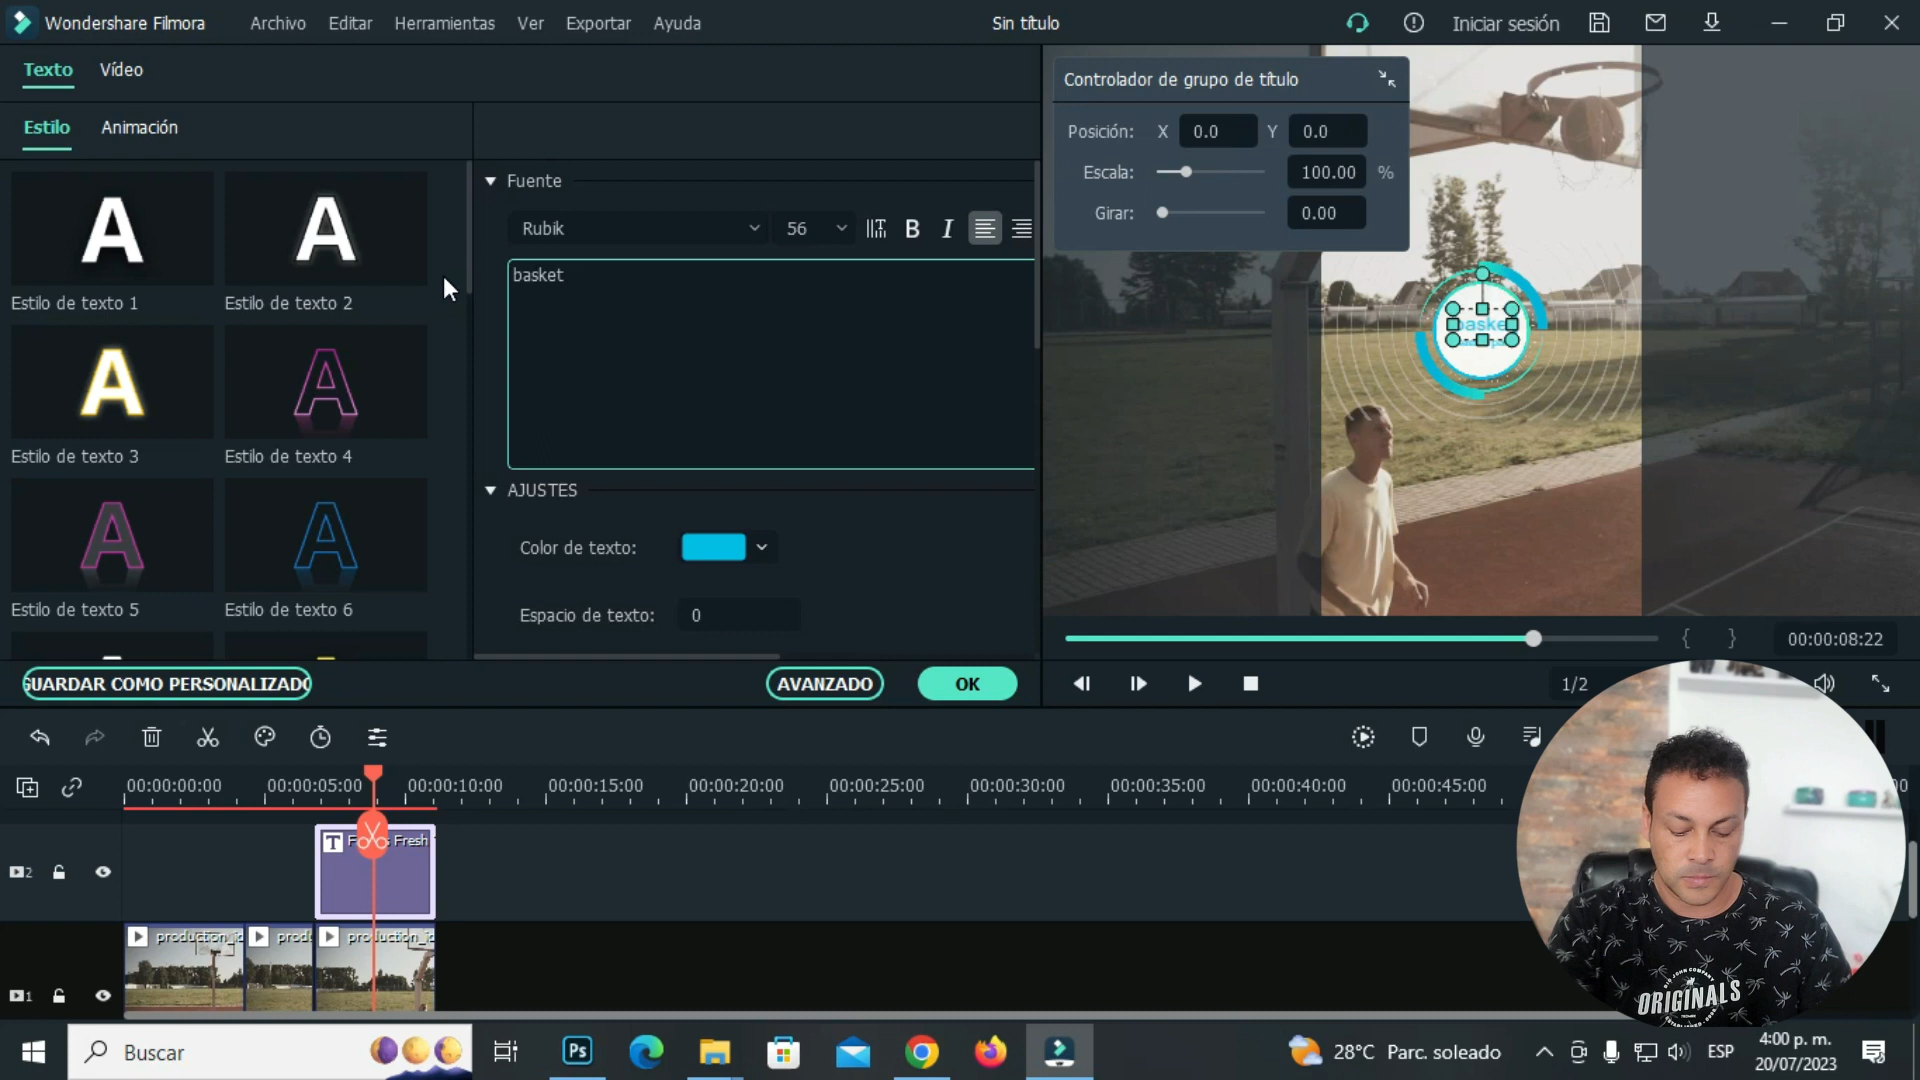 Wondershare Filmora
Archivo
Editar
Herramientas
Ver
Exportar
Ayuda
Sin título
Iniciar sesión
Texto
Vídeo
Estilo
Animación
A
A
Estilo de texto 1
Estilo de texto 2
A
A
Estilo de texto 3
Estilo de texto 4
A
A
Estilo de texto 5
Estilo de texto 6
Fuente
Rubik
56
B
I
basket
AJUSTES
Color de texto:
Espacio de texto:
0
GUARDAR COMO PERSONALIZADO
AVANZADO
OK
Controlador de grupo de título
Posición:
X
0.0
Y
0.0
Escala:
100.00
%
Girar:
0.00
baske
{
}
00:00:08:22
1/2
00:00:00:00
00:00:05:00
00:00:10:00
00:00:15:00
00:00:20:00
00:00:25:00
00:00:30:00
00:00:35:00
00:00:40:00
00:00:45:00
T
Fresh
2
production_id
prod
production_id
1
ORIGINALS
Buscar
Ps
28°C Parc. soleado
ESP
4:00 p. m.
20/07/2023